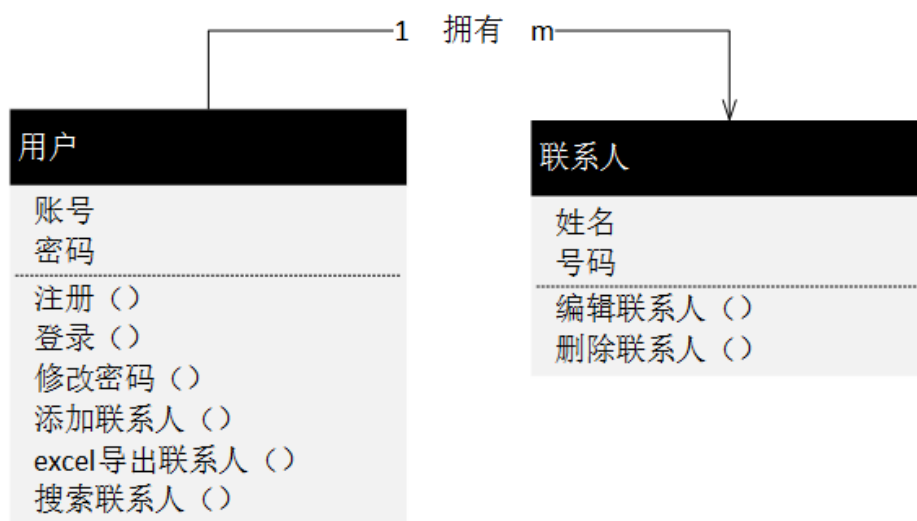 1 拥有 m
用户
账号
密码
注册（）
登录（）
修改密码（）
添加联系人（）
excel导出联系人（）
搜索联系人（）
联系人
姓名
号码
编辑联系人（）
删除联系人（）